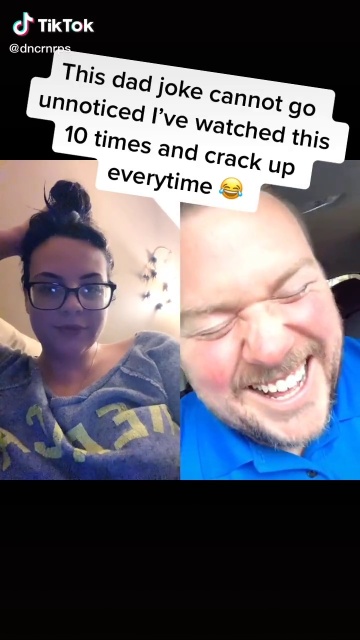 TikTok
@dncrnrps
This dad joke cannot go
unnoticed I've watched this
10 times and crack up
everytime 😂